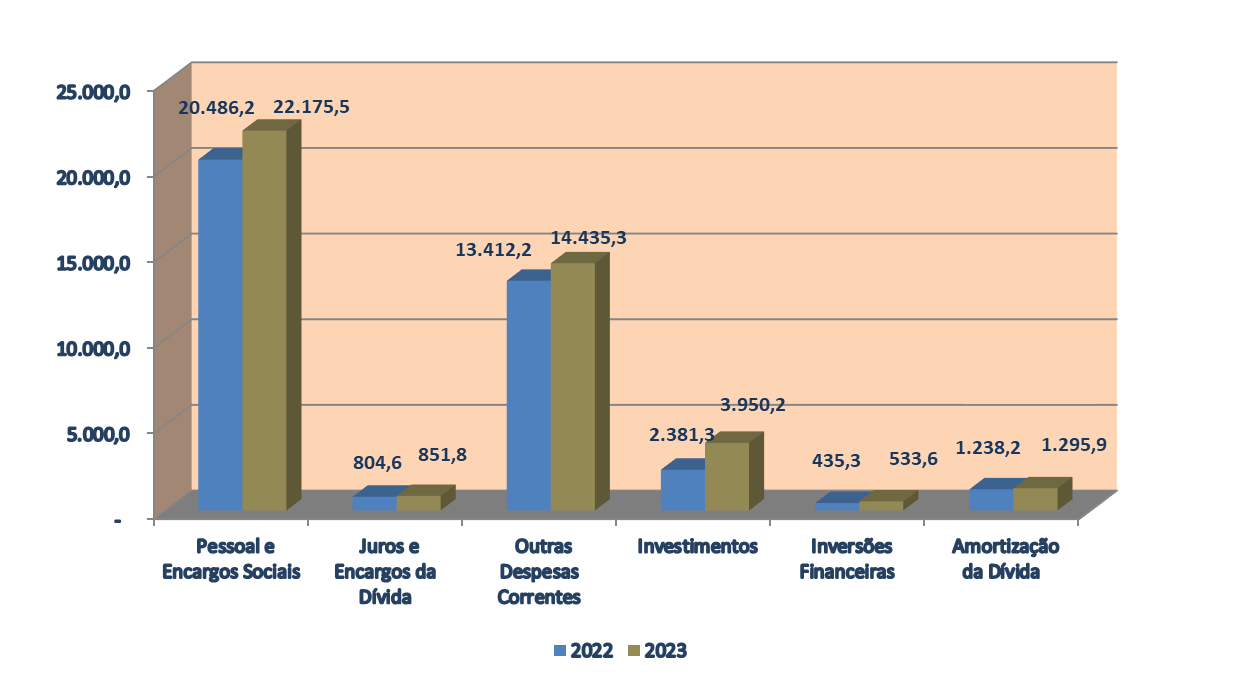 25.000,0
20.000,0
15.000,0
10.000,0
5.000,0
-
20.486,2 22.175,5
804,6 851,8
13.412,2 14.435,3
2.381,3 3.950,2
435,3 533,6
1.238,2 1.295,9
Pessoal e
Encargos Sociais
Juros e
Encargos da
Dívida
Outras
Despesas
Correntes
Investimentos
Inversões
Financeiras
Amortização
da Dívida
2022 2023